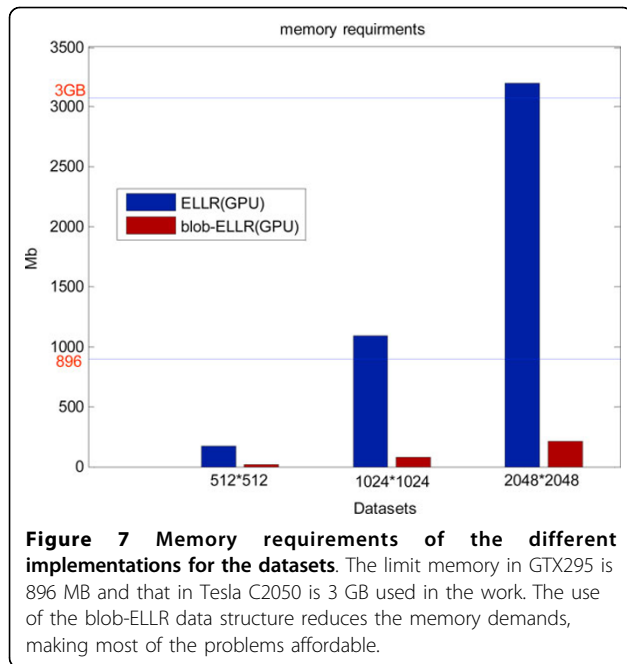 memory requirments
3500
3GB
3000
2500
2000
1500
1000
896
500
0
Mb
ELLR(GPU)
blob-ELLR(GPU)
512*512
1024*1024
2048*2048
Datasets
Figure 7 Memory requirements of the different
implementations for the datasets. The limit memory in GTX295 is
896 MB and that in Tesla C2050 is 3 GB used in the work. The use
of the blob-ELLR data structure reduces the memory demands,
making most of the problems affordable.